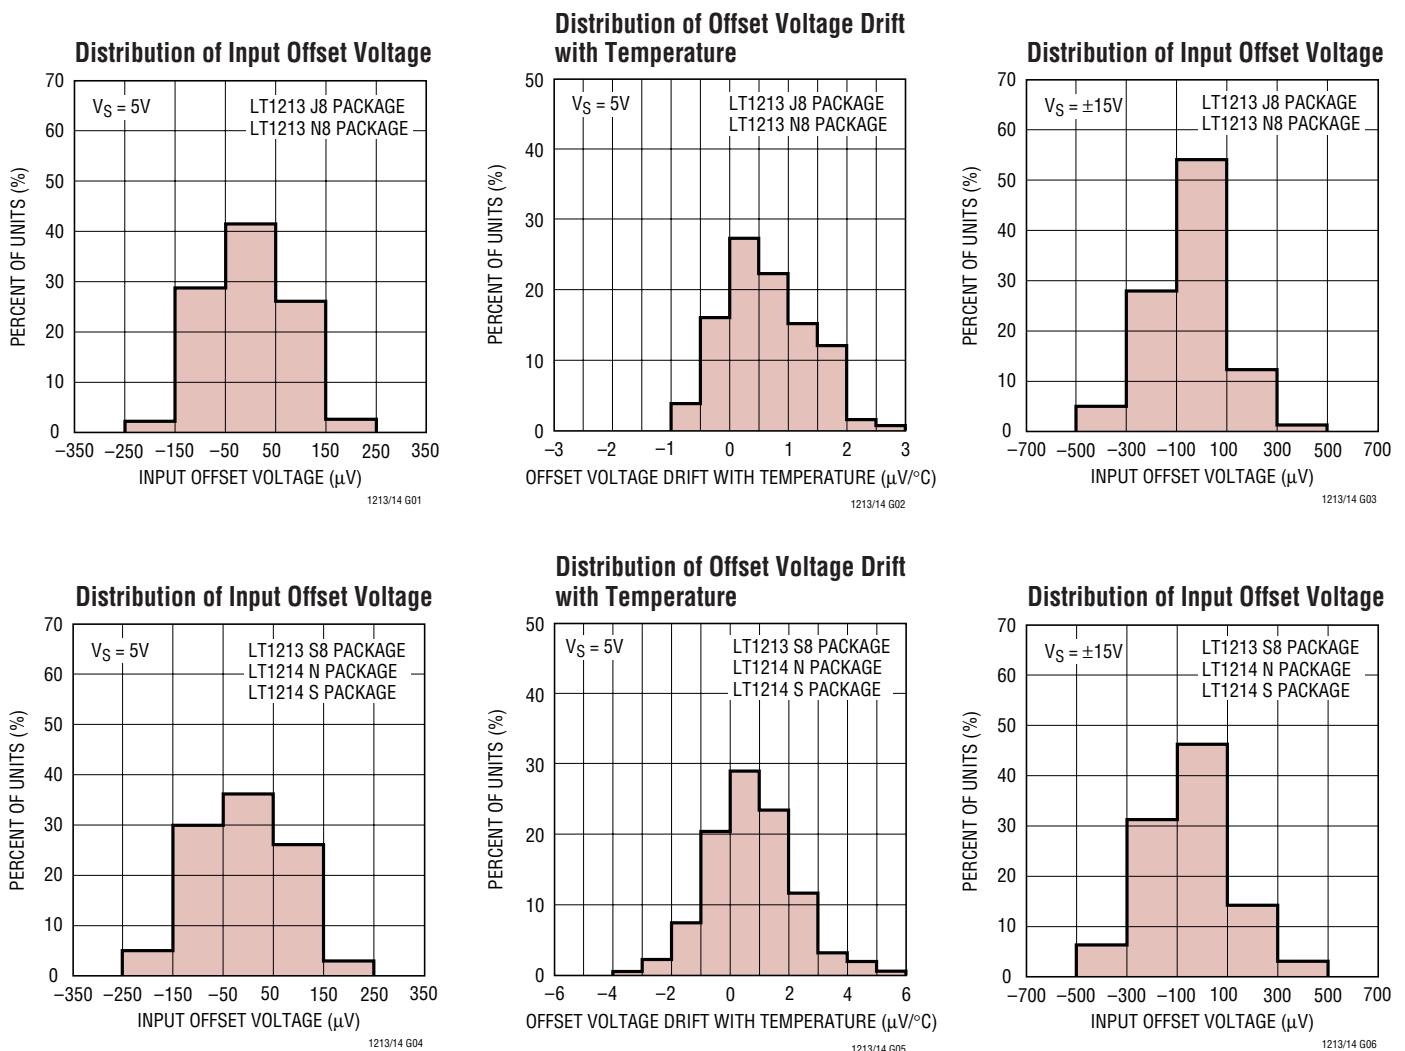 Distribution of Input Offset Voltage
70
60
50
40
30
20
10
0
PERCENT OF UNITS (%)
VS = 5V
LT1213 J8 PACKAGE
LT1213 N8 PACKAGE
–350 –250 –150 –50 50 150 250 350
INPUT OFFSET VOLTAGE (µV)
1213/14 G01
Distribution of Offset Voltage Drift
with Temperature
50
40
30
20
10
0
PERCENT OF UNITS (%)
VS = 5V
LT1213 J8 PACKAGE
LT1213 N8 PACKAGE
–3 –2 –1 0 1 2 3
OFFSET VOLTAGE DRIFT WITH TEMPERATURE (µV/°C)
1213/14 G02
Distribution of Input Offset Voltage
70
60
50
40
30
20
10
0
PERCENT OF UNITS (%)
VS = ±15V
LT1213 J8 PACKAGE
LT1213 N8 PACKAGE
–700 –500 –300 –100 100 300 500 700
INPUT OFFSET VOLTAGE (µV)
1213/14 G03
Distribution of Input Offset Voltage
70
60
50
40
30
20
10
0
PERCENT OF UNITS (%)
VS = 5V
LT1213 S8 PACKAGE
LT1214 N PACKAGE
LT1214 S PACKAGE
–350 –250 –150 –50 50 150 250 350
INPUT OFFSET VOLTAGE (µV)
1213/14 G04
Distribution of Offset Voltage Drift
with Temperature
50
40
30
20
10
0
PERCENT OF UNITS (%)
VS = 5V
LT1213 S8 PACKAGE
LT1214 N PACKAGE
LT1214 S PACKAGE
–6 –4 –2 0 2 4 6
OFFSET VOLTAGE DRIFT WITH TEMPERATURE (µV/°C)
1213/14 G05
Distribution of Input Offset Voltage
70
60
50
40
30
20
10
0
PERCENT OF UNITS (%)
VS = ±15V
LT1213 S8 PACKAGE
LT1214 N PACKAGE
LT1214 S PACKAGE
–700 –500 –300 –100 100 300 500 700
INPUT OFFSET VOLTAGE (µV)
1213/14 G06